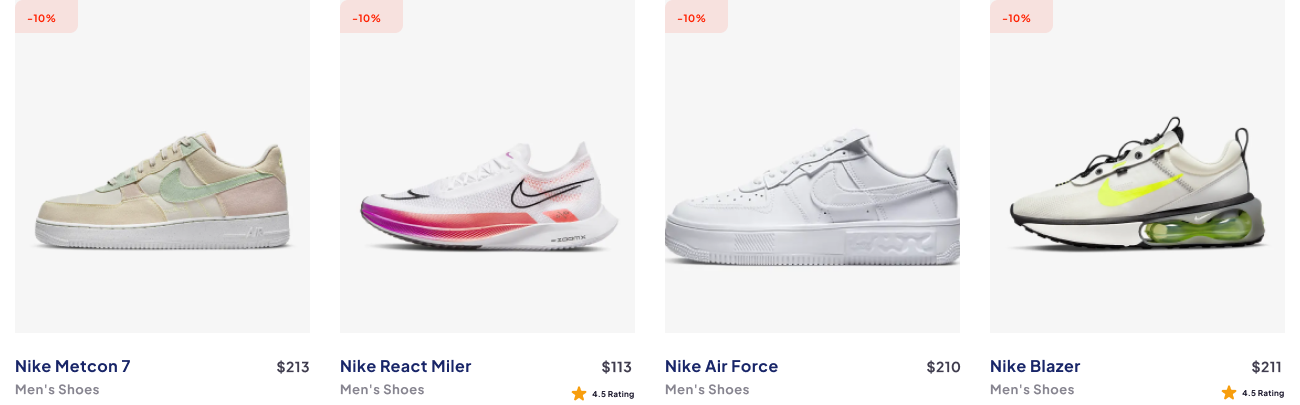 -10%
-10%
-10%
-10%
Nike Metcon 7
$213
Men's Shoes
Nike React Miler
$113
Men's Shoes
4.5 Rating
Nike Air Force
$210
Men's Shoes
Nike Blazer
$211
Men's Shoes
4.5 Rating